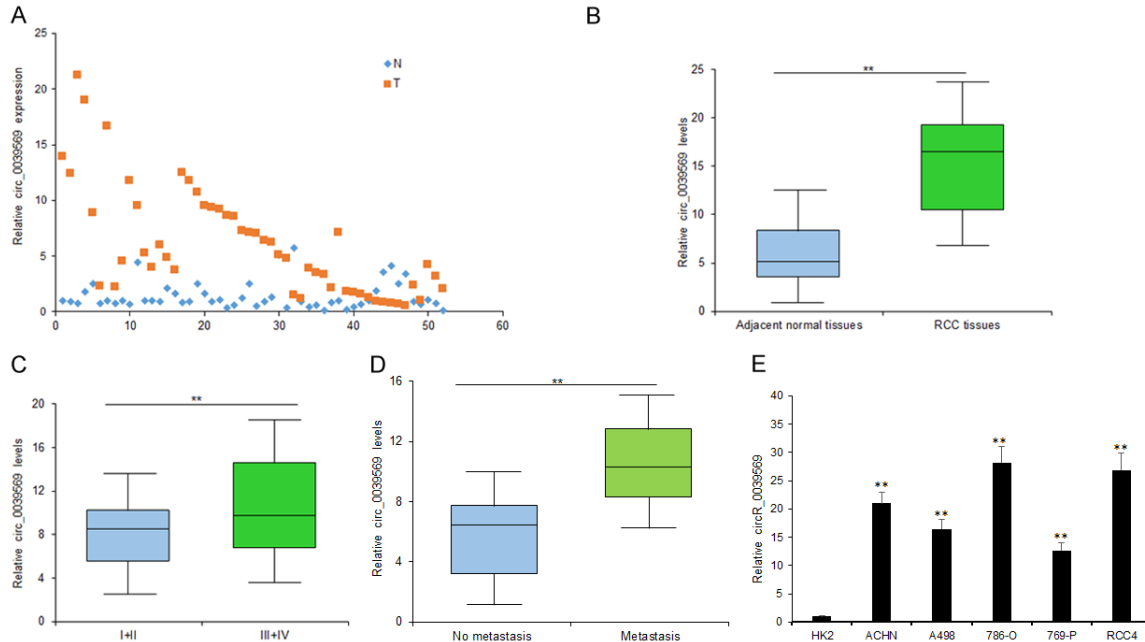 A
Relative circ_0039569 expression
25
20
15
10
5
0
0 10 20 30 40 50 60
N
T
B
Relative circ_0039569 levels
25
20
15
10
5
0
**
Adjacent normal tissues RCC tissues
C
Relative circ_0039569 levels
20
16
12
8
4
0
**
I+II III+IV
D
Relative circ_0039569 levels
16
12
8
4
0
**
No metastasis Metastasis
E
Relative circR_0039569
40
35
30
25
20
15
10
5
0
** ** ** ** **
HK2 ACHN A498 786-O 769-P RCC4